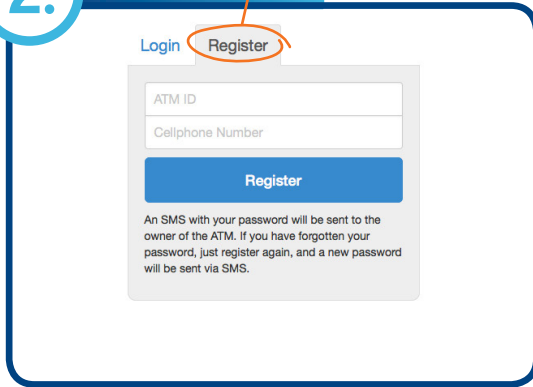 2.
Login Register
ATM ID
Cellphone Number
Register
An SMS with your password will be sent to the
owner of the ATM. If you have forgotten your
password, just register again, and a new password
will be sent via SMS.